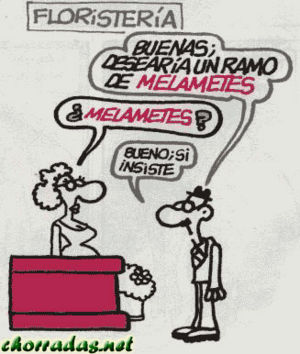 FLORiSTERÍA
BUENAS;
DESEARÍA UN RAMO
DE MELAMETES
¿MELAMETES?
BUENO; Si
iNSiSTE
chorradas.net